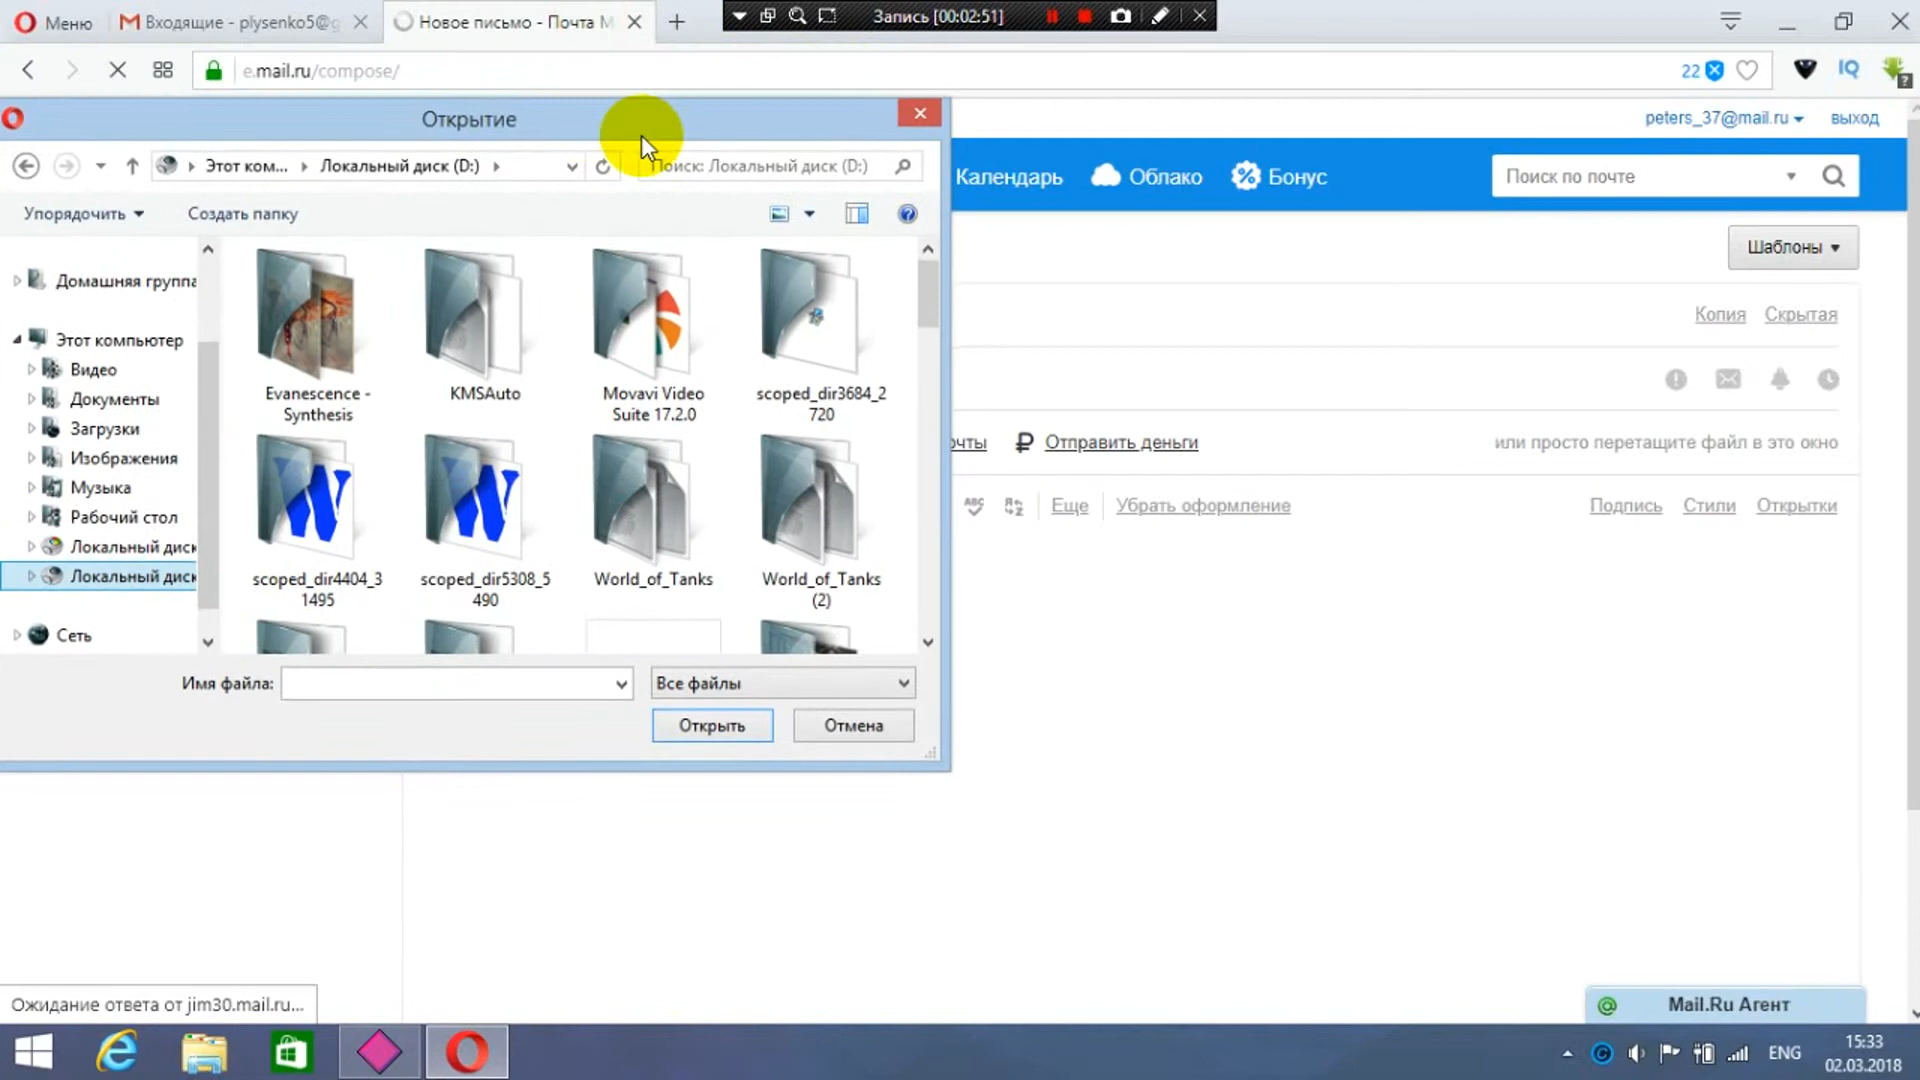 Меню
Входящие - plysenko5@g
Новое письмо - Почта M
Запись [00:02:51]
e.mail.ru/compose/
22
IQ
?
Открытие
peters_37@mail.ru
выход
Этот ком...
Локальный диск (D:)
Поиск: Локальный диск (D:)
Календарь
Облако
Бонус
Поиск по почте
Упорядочить
Создать папку
Шаблоны
Домашняя группа
Этот компьютер
Видео
Документы
Загрузки
Изображения
Музыка
Рабочий стол
Локальный диск
Локальный диск
Сеть
Evanescence -
Synthesis
KMSAuto
Movavi Video
Suite 17.2.0
scoped_dir3684_2
720
scoped_dir4404_3
1495
scoped_dir5308_5
490
World_of_Tanks
World_of_Tanks
(2)
Копия
Скрытая
очты
Отправить деньги
или просто перетащите файл в это окно
ABC
Еще
Убрать оформление
Подпись
Стили
Открытки
Имя файла:
Все файлы
Открыть
Отмена
Ожидание ответа от jim30.mail.ru...
Mail.Ru Агент
ENG
15:33
02.03.2018